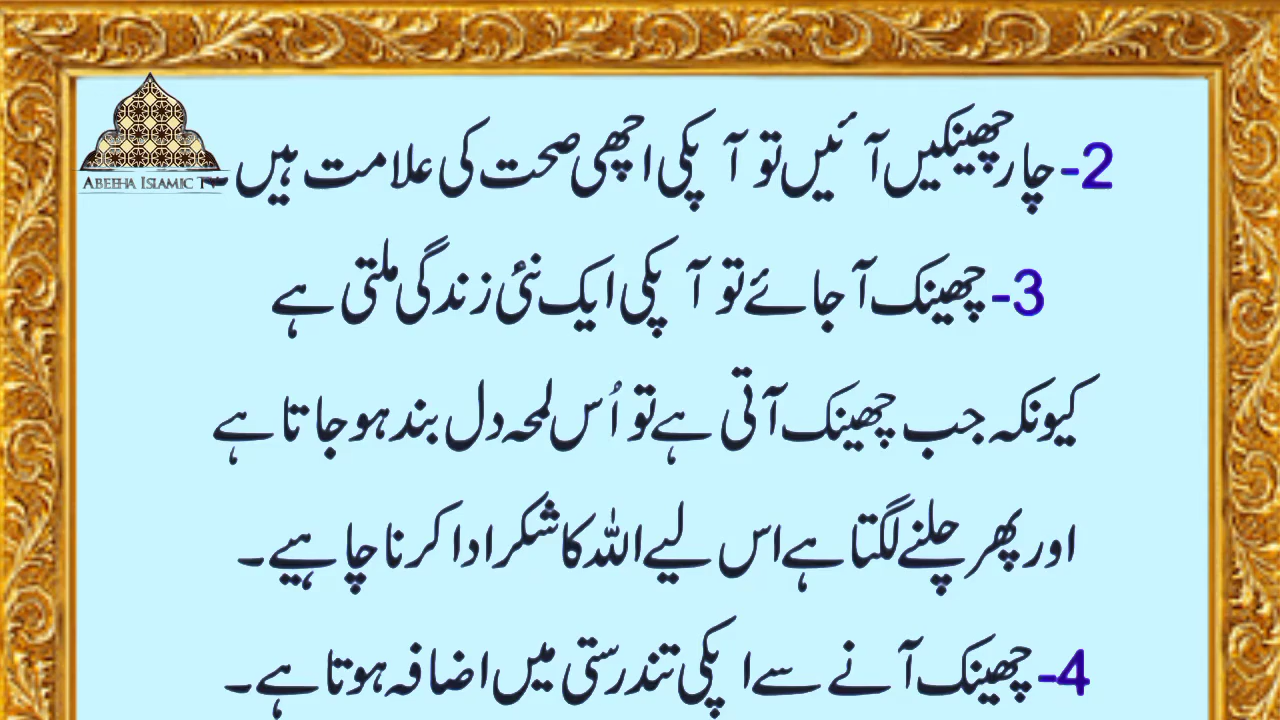 ABEEHA ISLAMIC TV
2- چار چھینکیں آئیں تو آپکی اچھی صحت کی علامت ہیں۔
3- چھینک آجائے تو آپکی ایک نئی زندگی ملتی ہے
کیونکہ جب چھینک آتی ہے تو اُس لمحہ دل بند ہو جاتا ہے
اور پھر چلنے لگتا ہے اس لیے اللہ کا شکر ادا کرنا چاہیے۔
4- چھینک آنے سے اپکی تندرستی میں اضافہ ہوتا ہے۔